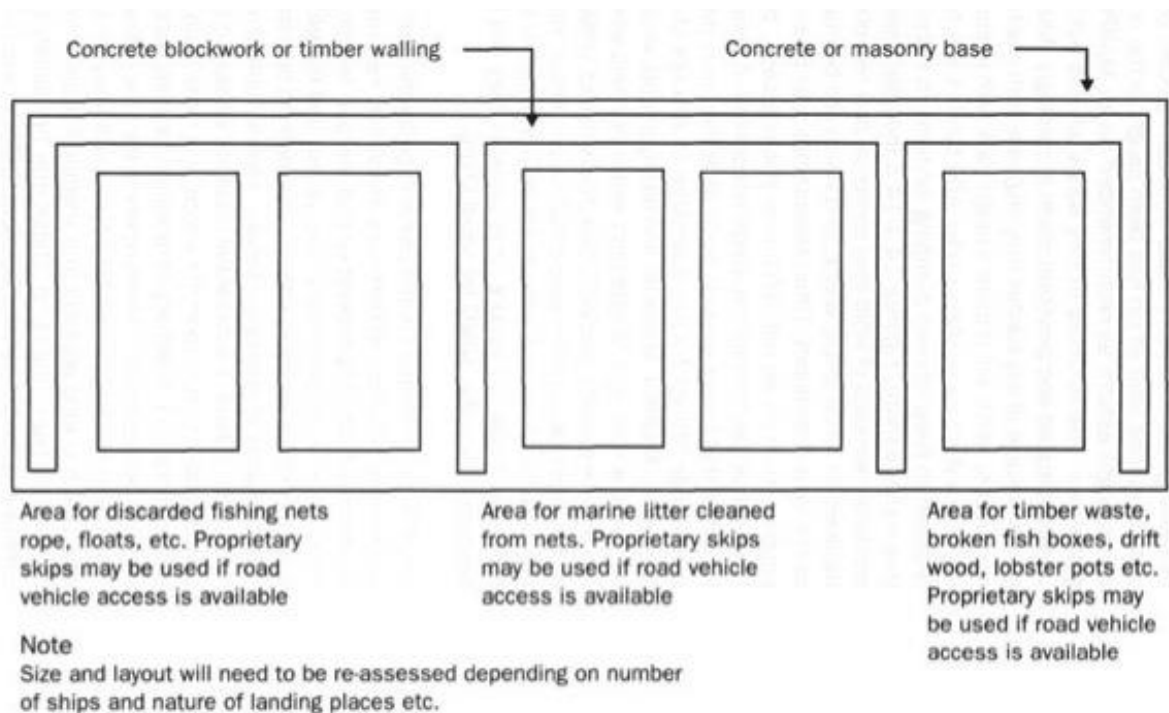 Concrete blockwork or timber walling
Concrete or masonry base
Area for discarded fishing nets
rope, floats, etc. Proprietary
skips may be used if road
vehicle access is available
Area for marine litter cleaned
from nets. Proprietary skips
may be used if road vehicle
access is available
Area for timber waste,
broken fish boxes, drift
wood, lobster pots etc.
Proprietary skips may
be used if road vehicle
access is available
Note
Size and layout will need to be re-assessed depending on number
of ships and nature of landing places etc.